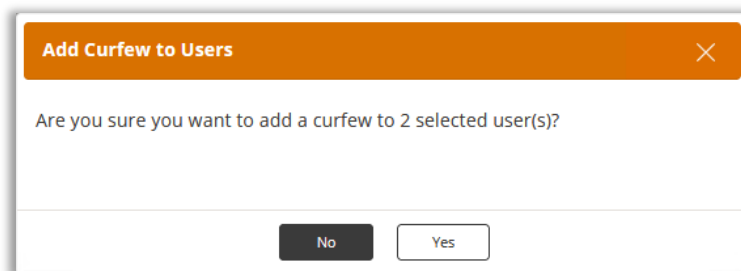 Add Curfew to Users
Are you sure you want to add a curfew to 2 selected user(s)?
No
Yes